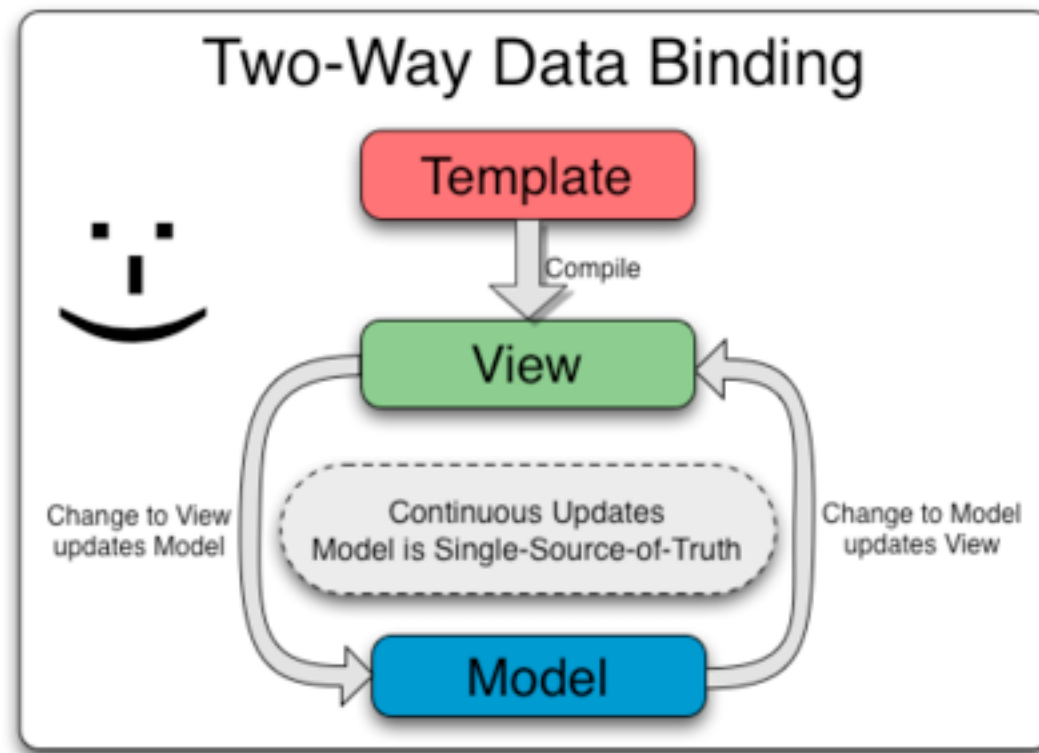 Two-Way Data Binding
Template
Compile
View
Change to View
updates Model
Continuous Updates
Model is Single-Source-of-Truth
Change to Model
updates View
Model